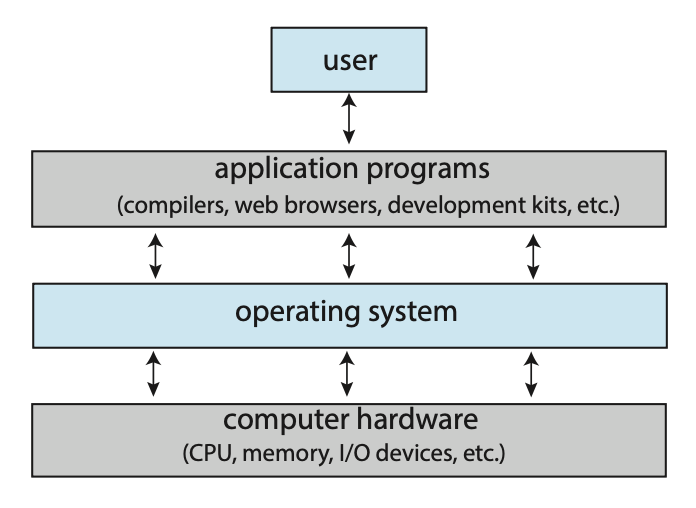 user
application programs
(compilers, web browsers, development kits, etc.)
operating system
computer hardware
(CPU, memory, I/O devices, etc.)